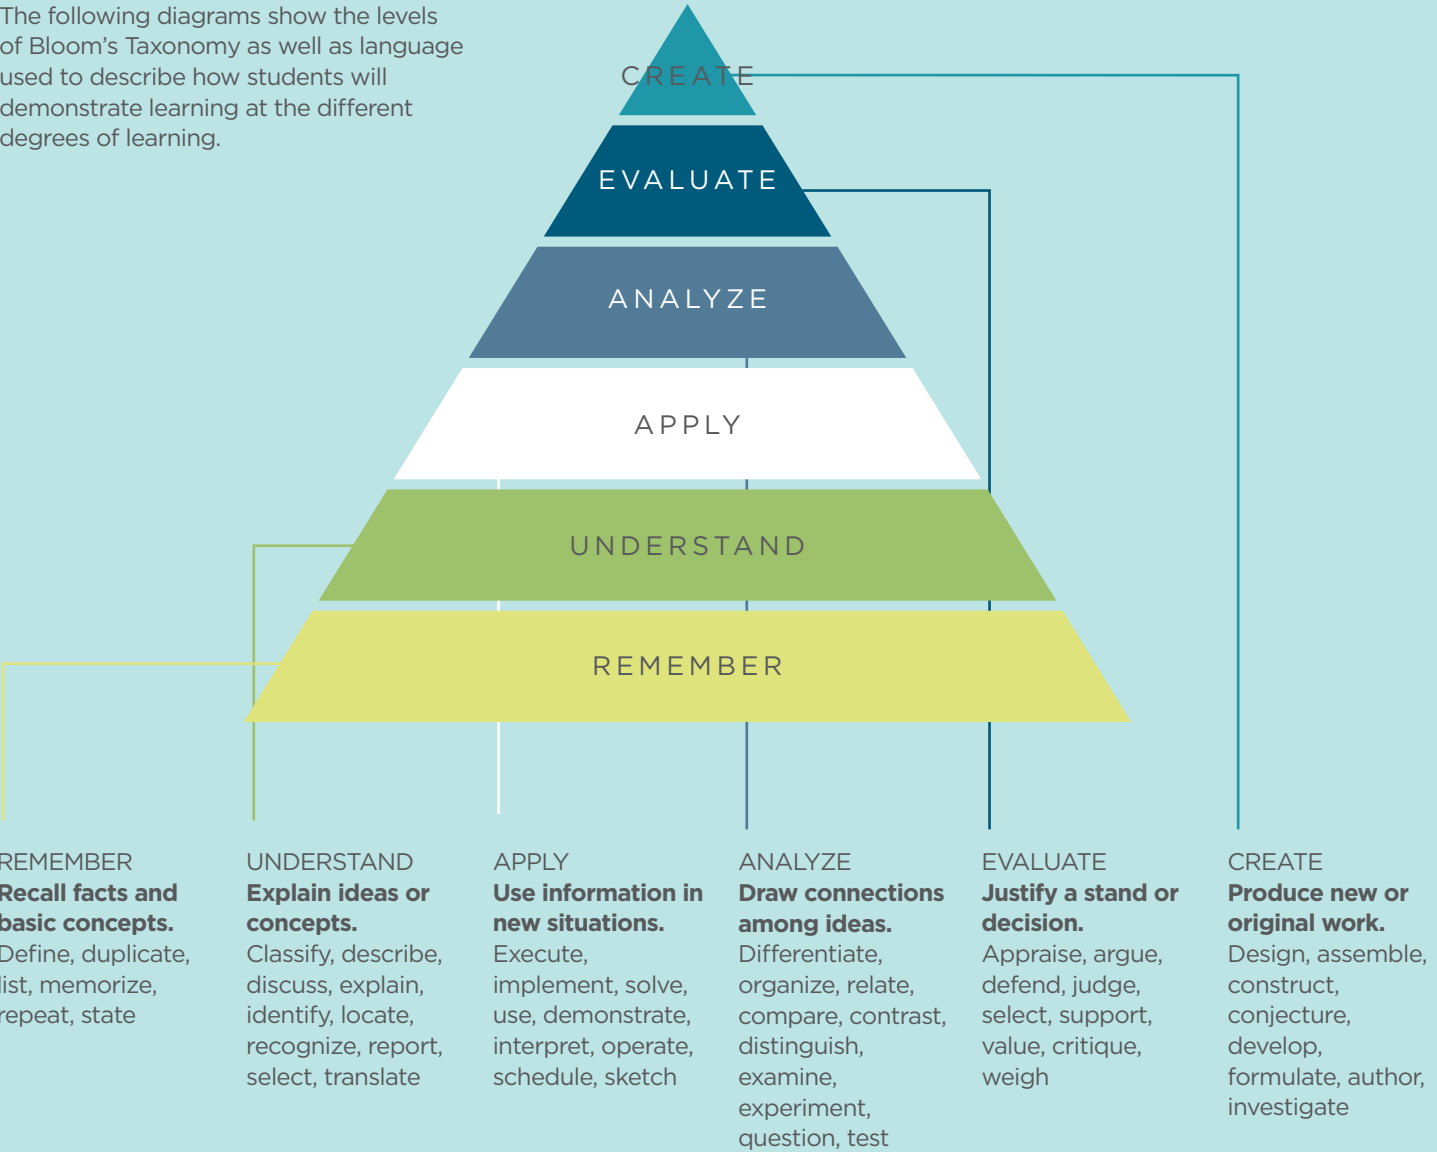 The following diagrams show the levels
of Bloom’s Taxonomy as well as language
used to describe how students will
demonstrate learning at the different
degrees of learning.
CREATE
EVALUATE
ANALYZE
APPLY
UNDERSTAND
REMEMBER
REMEMBER
Recall facts and
basic concepts.
Define, duplicate,
list, memorize,
repeat, state
UNDERSTAND
Explain ideas or
concepts.
Classify, describe,
discuss, explain,
identify, locate,
recognize, report,
select, translate
APPLY
Use information in
new situations.
Execute,
implement, solve,
use, demonstrate,
interpret, operate,
schedule, sketch
ANALYZE
Draw connections
among ideas.
Differentiate,
organize, relate,
compare, contrast,
distinguish,
examine,
experiment,
question, test
EVALUATE
Justify a stand or
decision.
Appraise, argue,
defend, judge,
select, support,
value, critique,
weigh
CREATE
Produce new or
original work.
Design, assemble,
construct,
conjecture,
develop,
formulate, author,
investigate